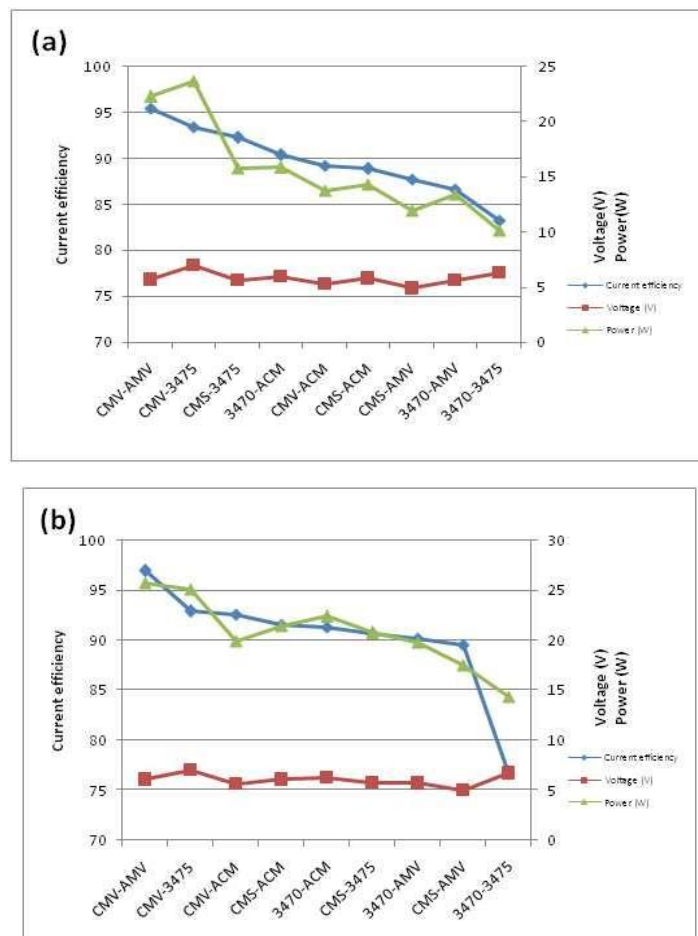 (a)
100
95
90
85
80
75
70
Current efficiency
25
20
15
10
5
0
Voltage(V)
Power(W)
Current efficiency
Voltage (V)
Power (W)
CMV-AMV
CMV-3475
CMS-3475
3470-ACM
CMV-ACM
CMS-ACM
CMS-AMV
3470-AMV
3470-3475
(b)
100
95
90
85
80
75
70
Current efficiency
30
25
20
15
10
5
0
Voltage (V)
Power (W)
Current efficiency
Voltage (V)
Power (W)
CMV-AMV
CMV-3475
CMV-ACM
CMS-ACM
3470-ACM
CMS-3475
3470-AMV
CMS-AMV
3470-3475